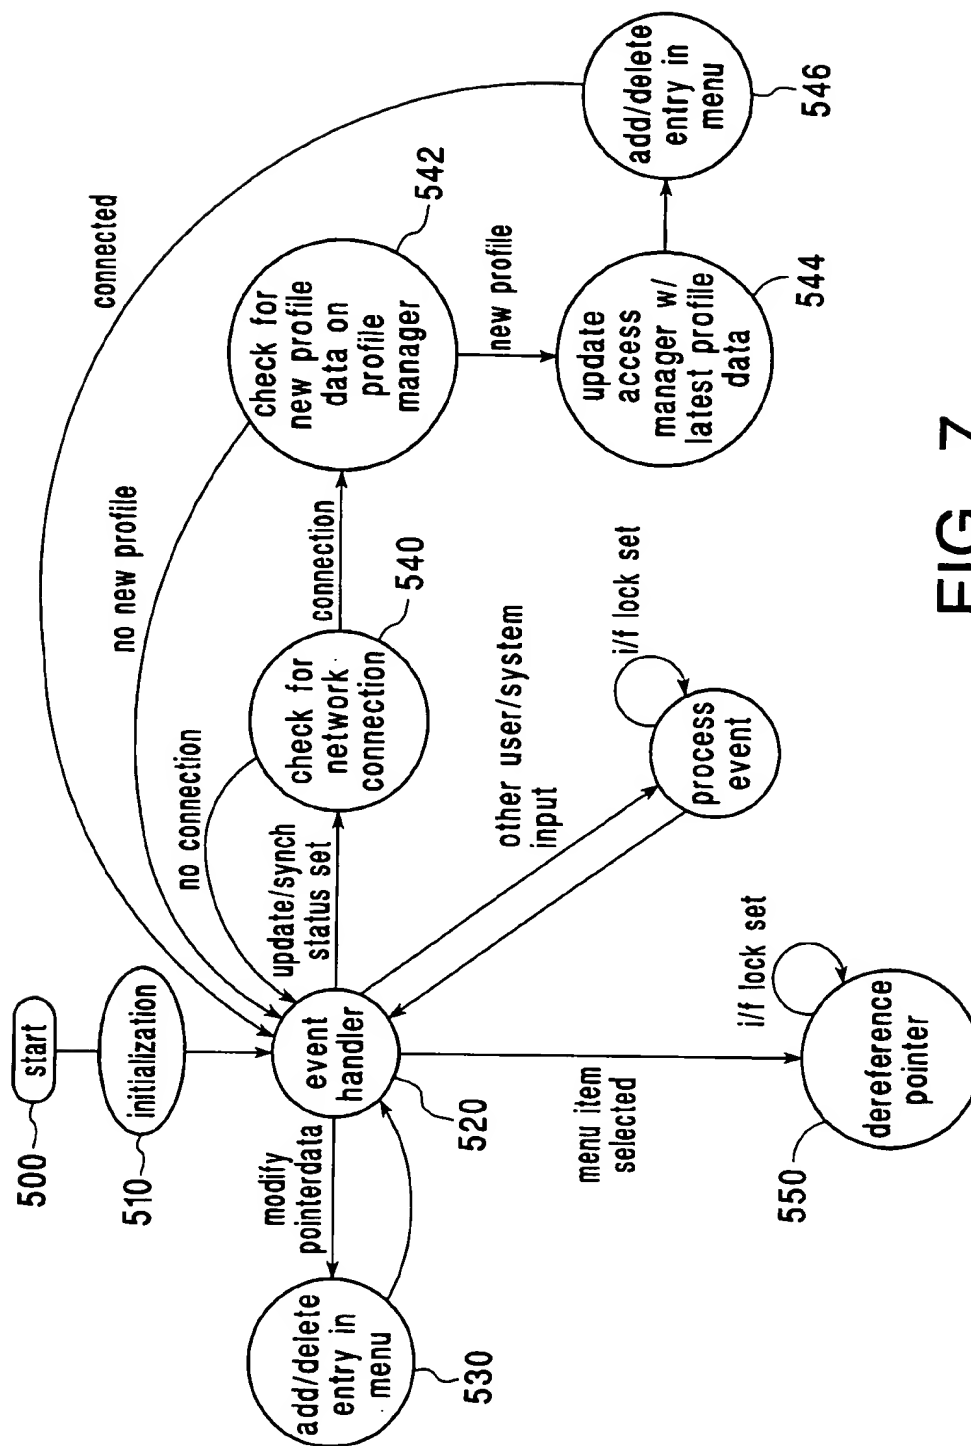 start
500
initialization
510
event
handler
520
modify
pointerdata
add/delete
entry in
menu
530
update/synch
status set
no connection
check for
network
connection
540
connection
no new profile
check for
new profile
data on
profile
manager
542
new profile
update
access
manager w/
latest profile
data
544
add/delete
entry in
menu
546
connected
other user/system
input
process
event
i/f lock set
menu item
selected
dereference
pointer
550
i/f lock set
FIG. 7